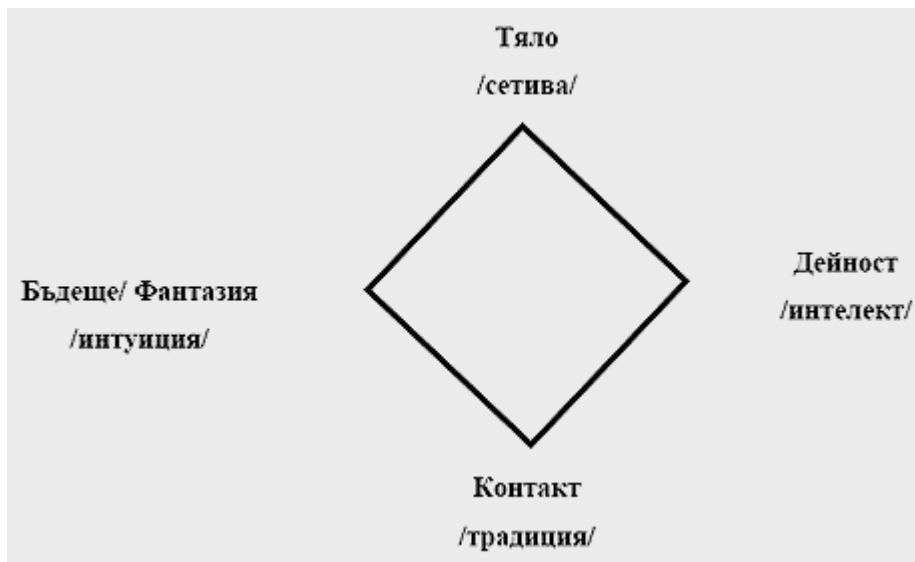 Тяло
/сетива/
Бъдеще/ Фантазия
/интуиция/
Дейност
/интелект/
Контакт
/традиция/